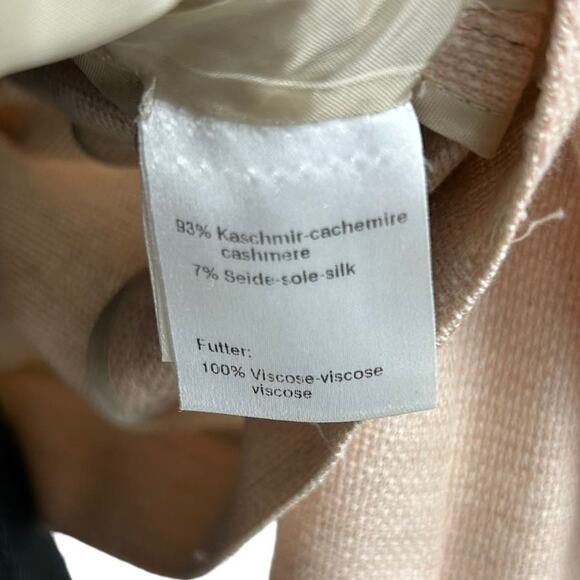 93% Kaschmir-cachemire
cashmere
7% Seide-sole-silk
Futter:
100% Viscose-viscose
viscose